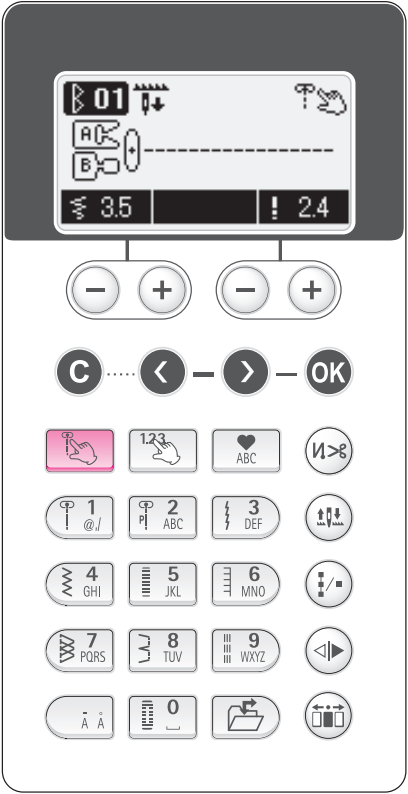 01
A
B
3.5 2.4
C OK
1.23 ABC
1 @./ P 2 ABC 3 DEF
4 GHI 5 JKL 6 MNO
7 PQRS 8 TUV 9 WXYZ
Ā Å 0